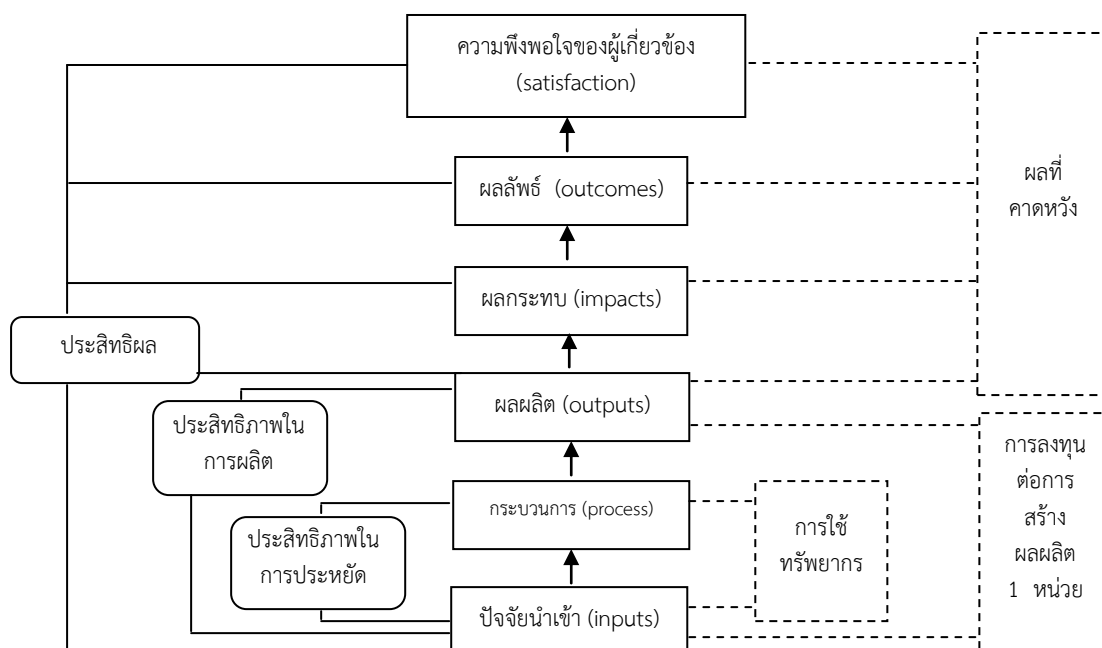 ความพึงพอใจของผู้เกี่ยวข้อง
(satisfaction)
ผลลัพธ์ (outcomes)
ผลที่
คาดหวัง
ผลกระทบ (impacts)
ประสิทธิผล
ผลผลิต (outputs)
ประสิทธิภาพใน
การผลิต
การลงทุน
ต่อการ
สร้าง
ผลผลิต
1 หน่วย
กระบวนการ (process)
การใช้
ทรัพยากร
ประสิทธิภาพใน
การประหยัด
ปัจจัยนำเข้า (inputs)